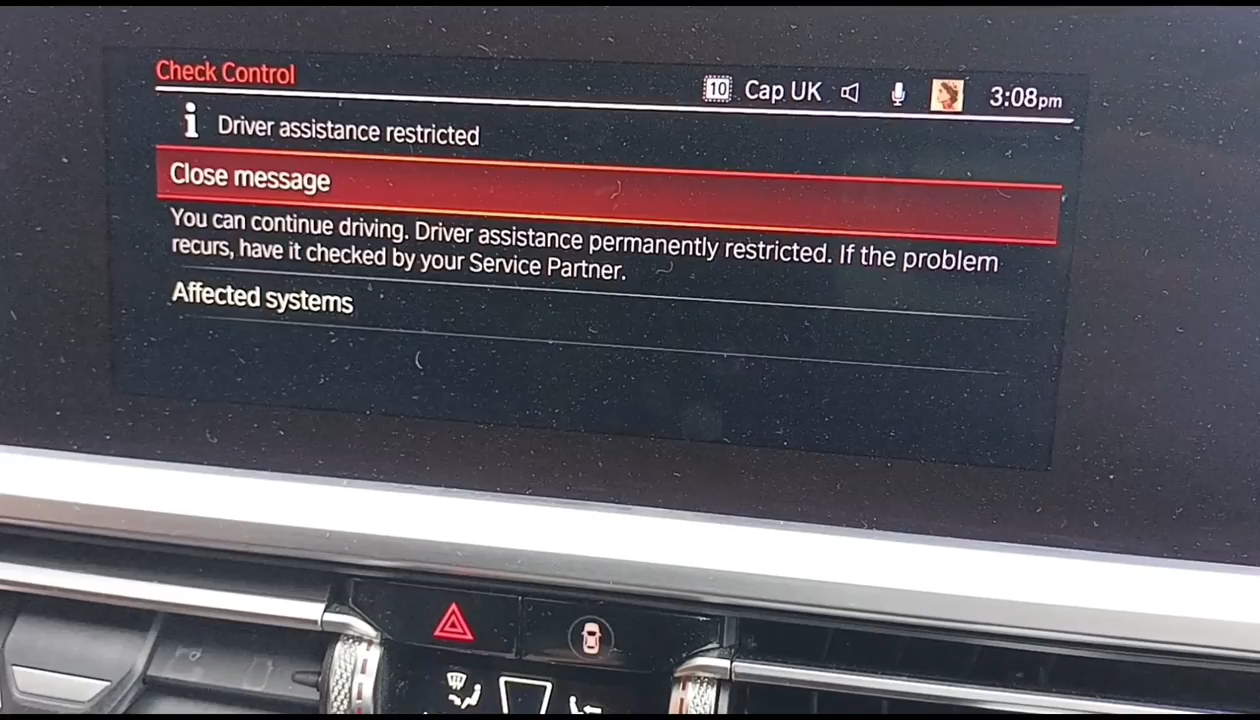 Check Control
10 Cap UK 3:08pm
Driver assistance restricted
Close message
You can continue driving. Driver assistance permanently restricted. If the problem
recurs, have it checked by your Service Partner.
Affected systems